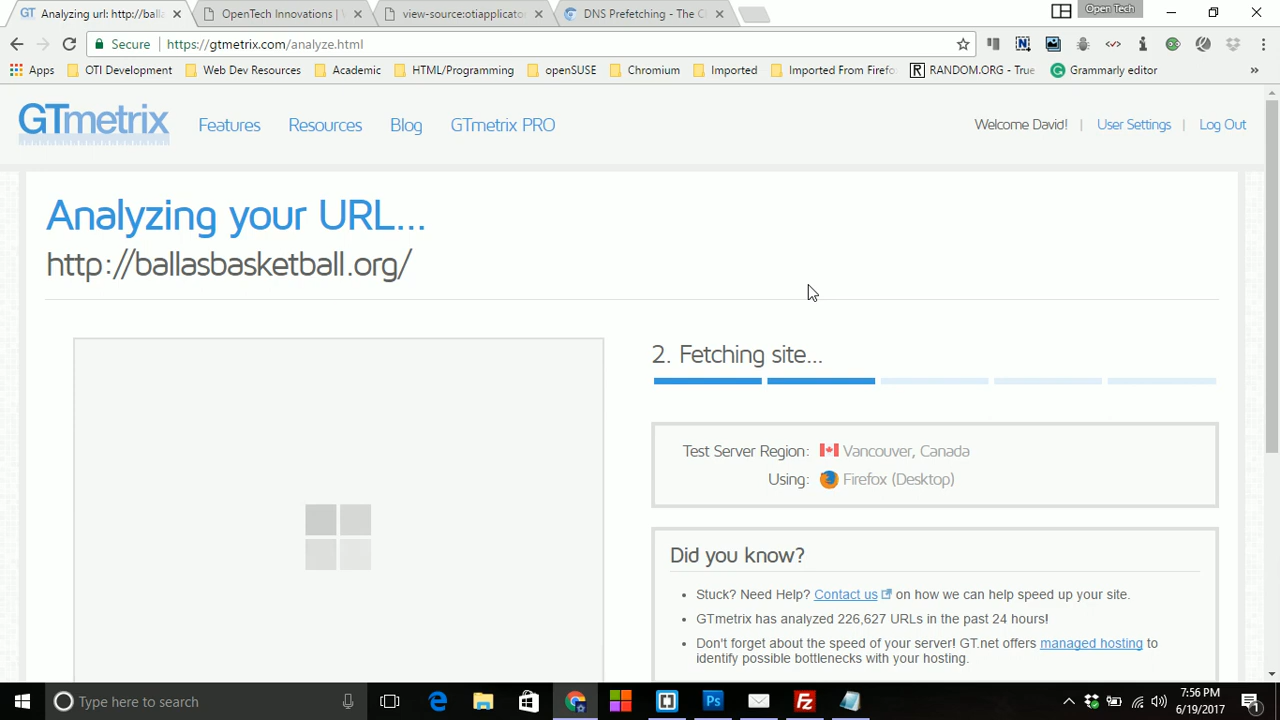 Analyzing url: http://balla
OpenTech Innovations | W
view-source:otiapplicator
DNS Prefetching - The Ch
Open Tech
Secure
https://gtmetrix.com/analyze.html
Apps
OTI Development
Web Dev Resources
Academic
HTML/Programming
openSUSE
Chromium
Imported
Imported From Firefo
RANDOM.ORG - True
Grammarly editor
»
GTmetrix
Features
Resources
Blog
GTmetrix PRO
Welcome David!
|
User Settings
|
Log Out
Analyzing your URL...
http://ballasbasketball.org/
2. Fetching site...
Test Server Region: Vancouver, Canada
Using: Firefox (Desktop)
Did you know?
• Stuck? Need Help? Contact us on how we can help speed up your site.
• GTmetrix has analyzed 226,627 URLs in the past 24 hours!
• Don't forget about the speed of your server! GT.net offers managed hosting to
identify possible bottlenecks with your hosting.
Type here to search
7:56 PM
6/19/2017